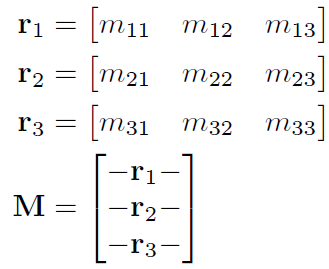 r₁ = [m₁₁ m₁₂ m₁₃]
r₂ = [m₂₁ m₂₂ m₂₃]
r₃ = [m₃₁ m₃₂ m₃₃]
M = [−r₁−
−r₂−
−r₃−]